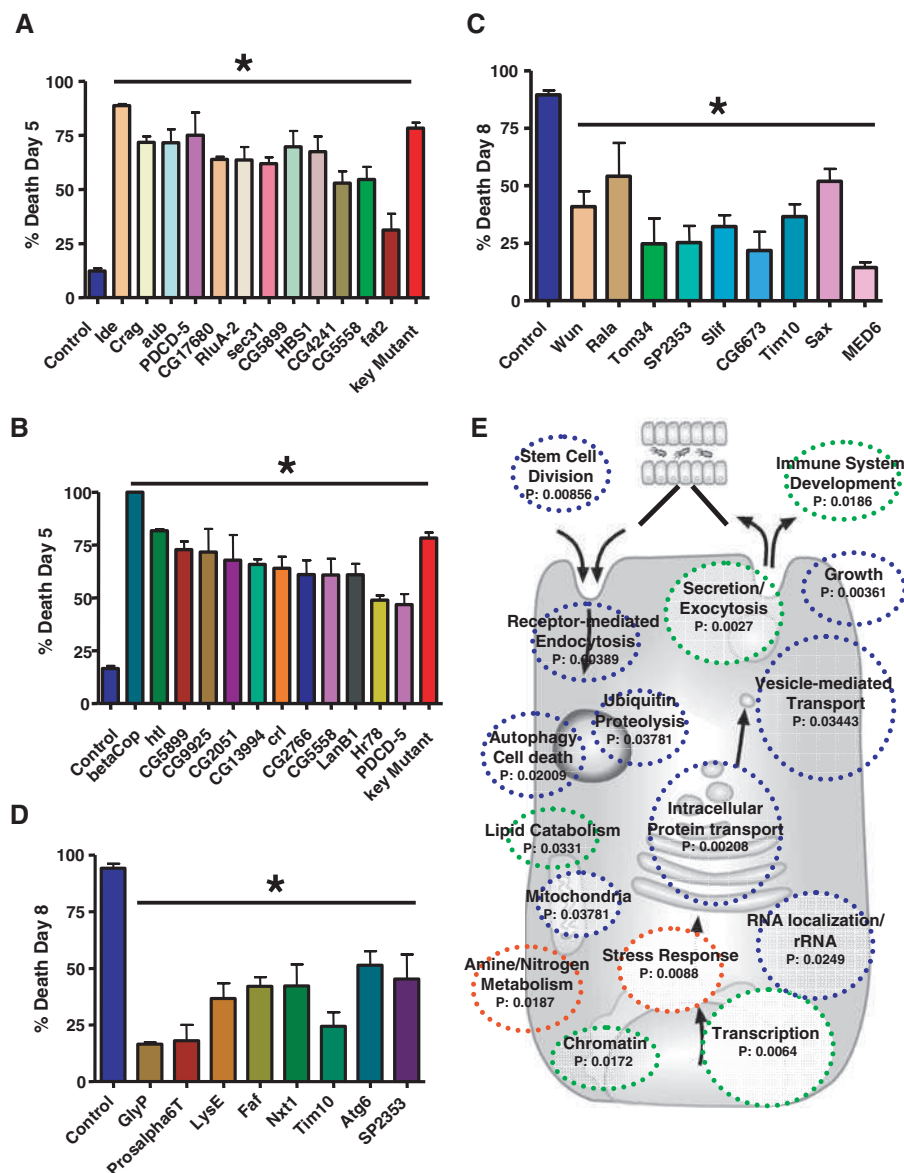 A
*
100
75
50
25
0
% Death Day 5
Control
Ide
Crag
aub
PDCD-5
CG17680
RluA-2
sec31
CG5899
HBS1
CG4241
CG5558
fat2
key Mutant
B
*
100
75
50
25
0
% Death Day 5
Control
betaCop
htl
CG5899
CG9925
CG2051
CG13994
crl
CG2766
CG5558
LanB1
Hr78
PDCD-5
key Mutant
D
*
100
75
50
25
0
% Death Day 8
Control
GlyP
Prosalpha6T
LysE
Faf
Nxt1
Tim10
Atg6
SP2353
C
*
100
75
50
25
0
% Death Day 8
Control
Wun
Rala
Tom34
SP2353
Slif
CG6673
Tim10
Sax
MED6
E
Stem Cell
Division
P: 0.00856
Immune System
Development
P: 0.0186
Secretion/
Exocytosis
P: 0.0027
Growth
P: 0.00361
Receptor-mediated
Endocytosis
P: 0.00389
Vesicle-mediated
Transport
P: 0.03443
Ubiquitin
Proteolysis
P: 0.03781
Autophagy
Cell death
P: 0.02009
Intracellular
Protein transport
P: 0.00208
Lipid Catabolism
P: 0.0331
Mitochondria
P: 0.03781
RNA localization/
rRNA
P: 0.0249
Stress Response
P: 0.0088
Amine/Nitrogen
Metabolism
P: 0.0187
Transcription
P: 0.0064
Chromatin
P: 0.0172